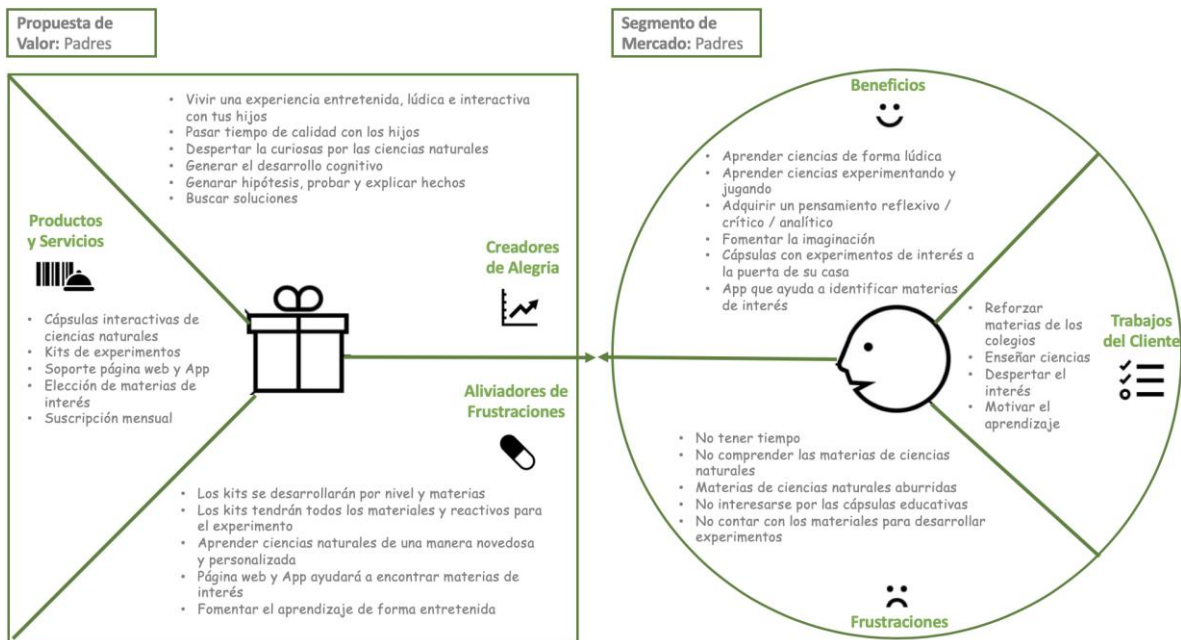 Propuesta de
Valor: Padres
• Vivir una experiencia entretenida, lúdica e interactiva
con tus hijos
• Pasar tiempo de calidad con los hijos
• Despertar la curiosas por las ciencias naturales
• Generar el desarrollo cognitivo
• Genarar hipótesis, probar y explicar hechos
• Buscar soluciones
Productos
y Servicios
• Cápsulas interactivas de
ciencias naturales
• Kits de experimentos
• Soporte página web y App
• Elección de materias de
interés
• Suscripción mensual
Creadores
de Alegria
Aliviadores de
Frustraciones
• Los kits se desarrollarán por nivel y materias
• Los kits tendrán todos los materiales y reactivos para
el experimento
• Aprender ciencias naturales de una manera novedosa
y personalizada
• Página web y App ayudará a encontrar materias de
interés
• Fomentar el aprendizaje de forma entretenida
Segmento de
Mercado: Padres
Beneficios
• Aprender ciencias de forma lúdica
• Aprender ciencias experimentando y
jugando
• Adquirir un pensamiento reflexivo /
crítico / analítico
• Fomentar la imaginación
• Cápsulas con experimentos de interés a
la puerta de su casa
• App que ayuda a identificar materias
de interés
• Reforzar
materias de los
colegios
• Enseñar ciencias
• Despertar el
interés
• Motivar el
aprendizaje
Trabajos
del Cliente
• No tener tiempo
• No comprender las materias de ciencias
naturales
• Materias de ciencias naturales aburridas
• No interesarse por las cápsulas educativas
• No contar con los materiales para desarrollar
experimentos
Frustraciones